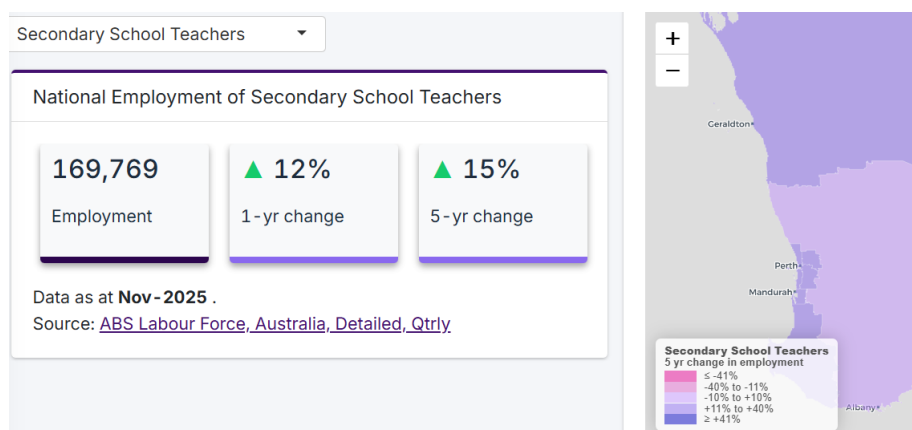 Secondary School Teachers
National Employment of Secondary School Teachers
169,769
Employment
▲ 12%
1-yr change
▲ 15%
5-yr change
Data as at Nov-2025 .
Source: ABS Labour Force, Australia, Detailed, Qtrly
+
−
Geraldton
Perth
Mandurah
Albany
Secondary School Teachers
5 yr change in employment
≤ -41%
-40% to -11%
-10% to +10%
+11% to +40%
≥ +41%